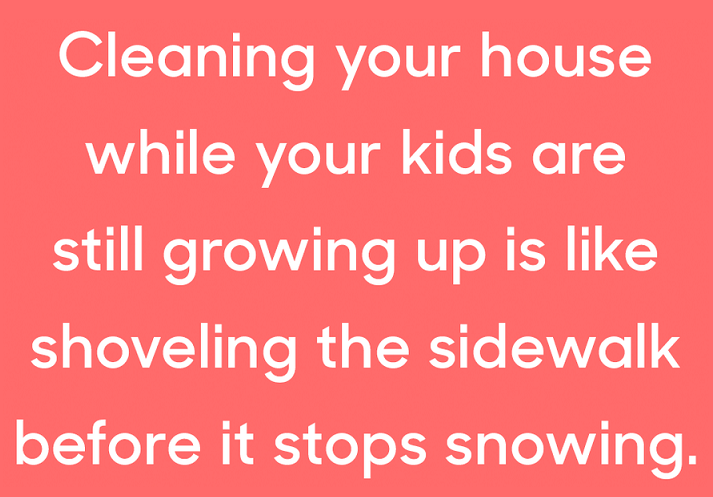 Cleaning your house
while your kids are
still growing up is like
shoveling the sidewalk
before it stops snowing.